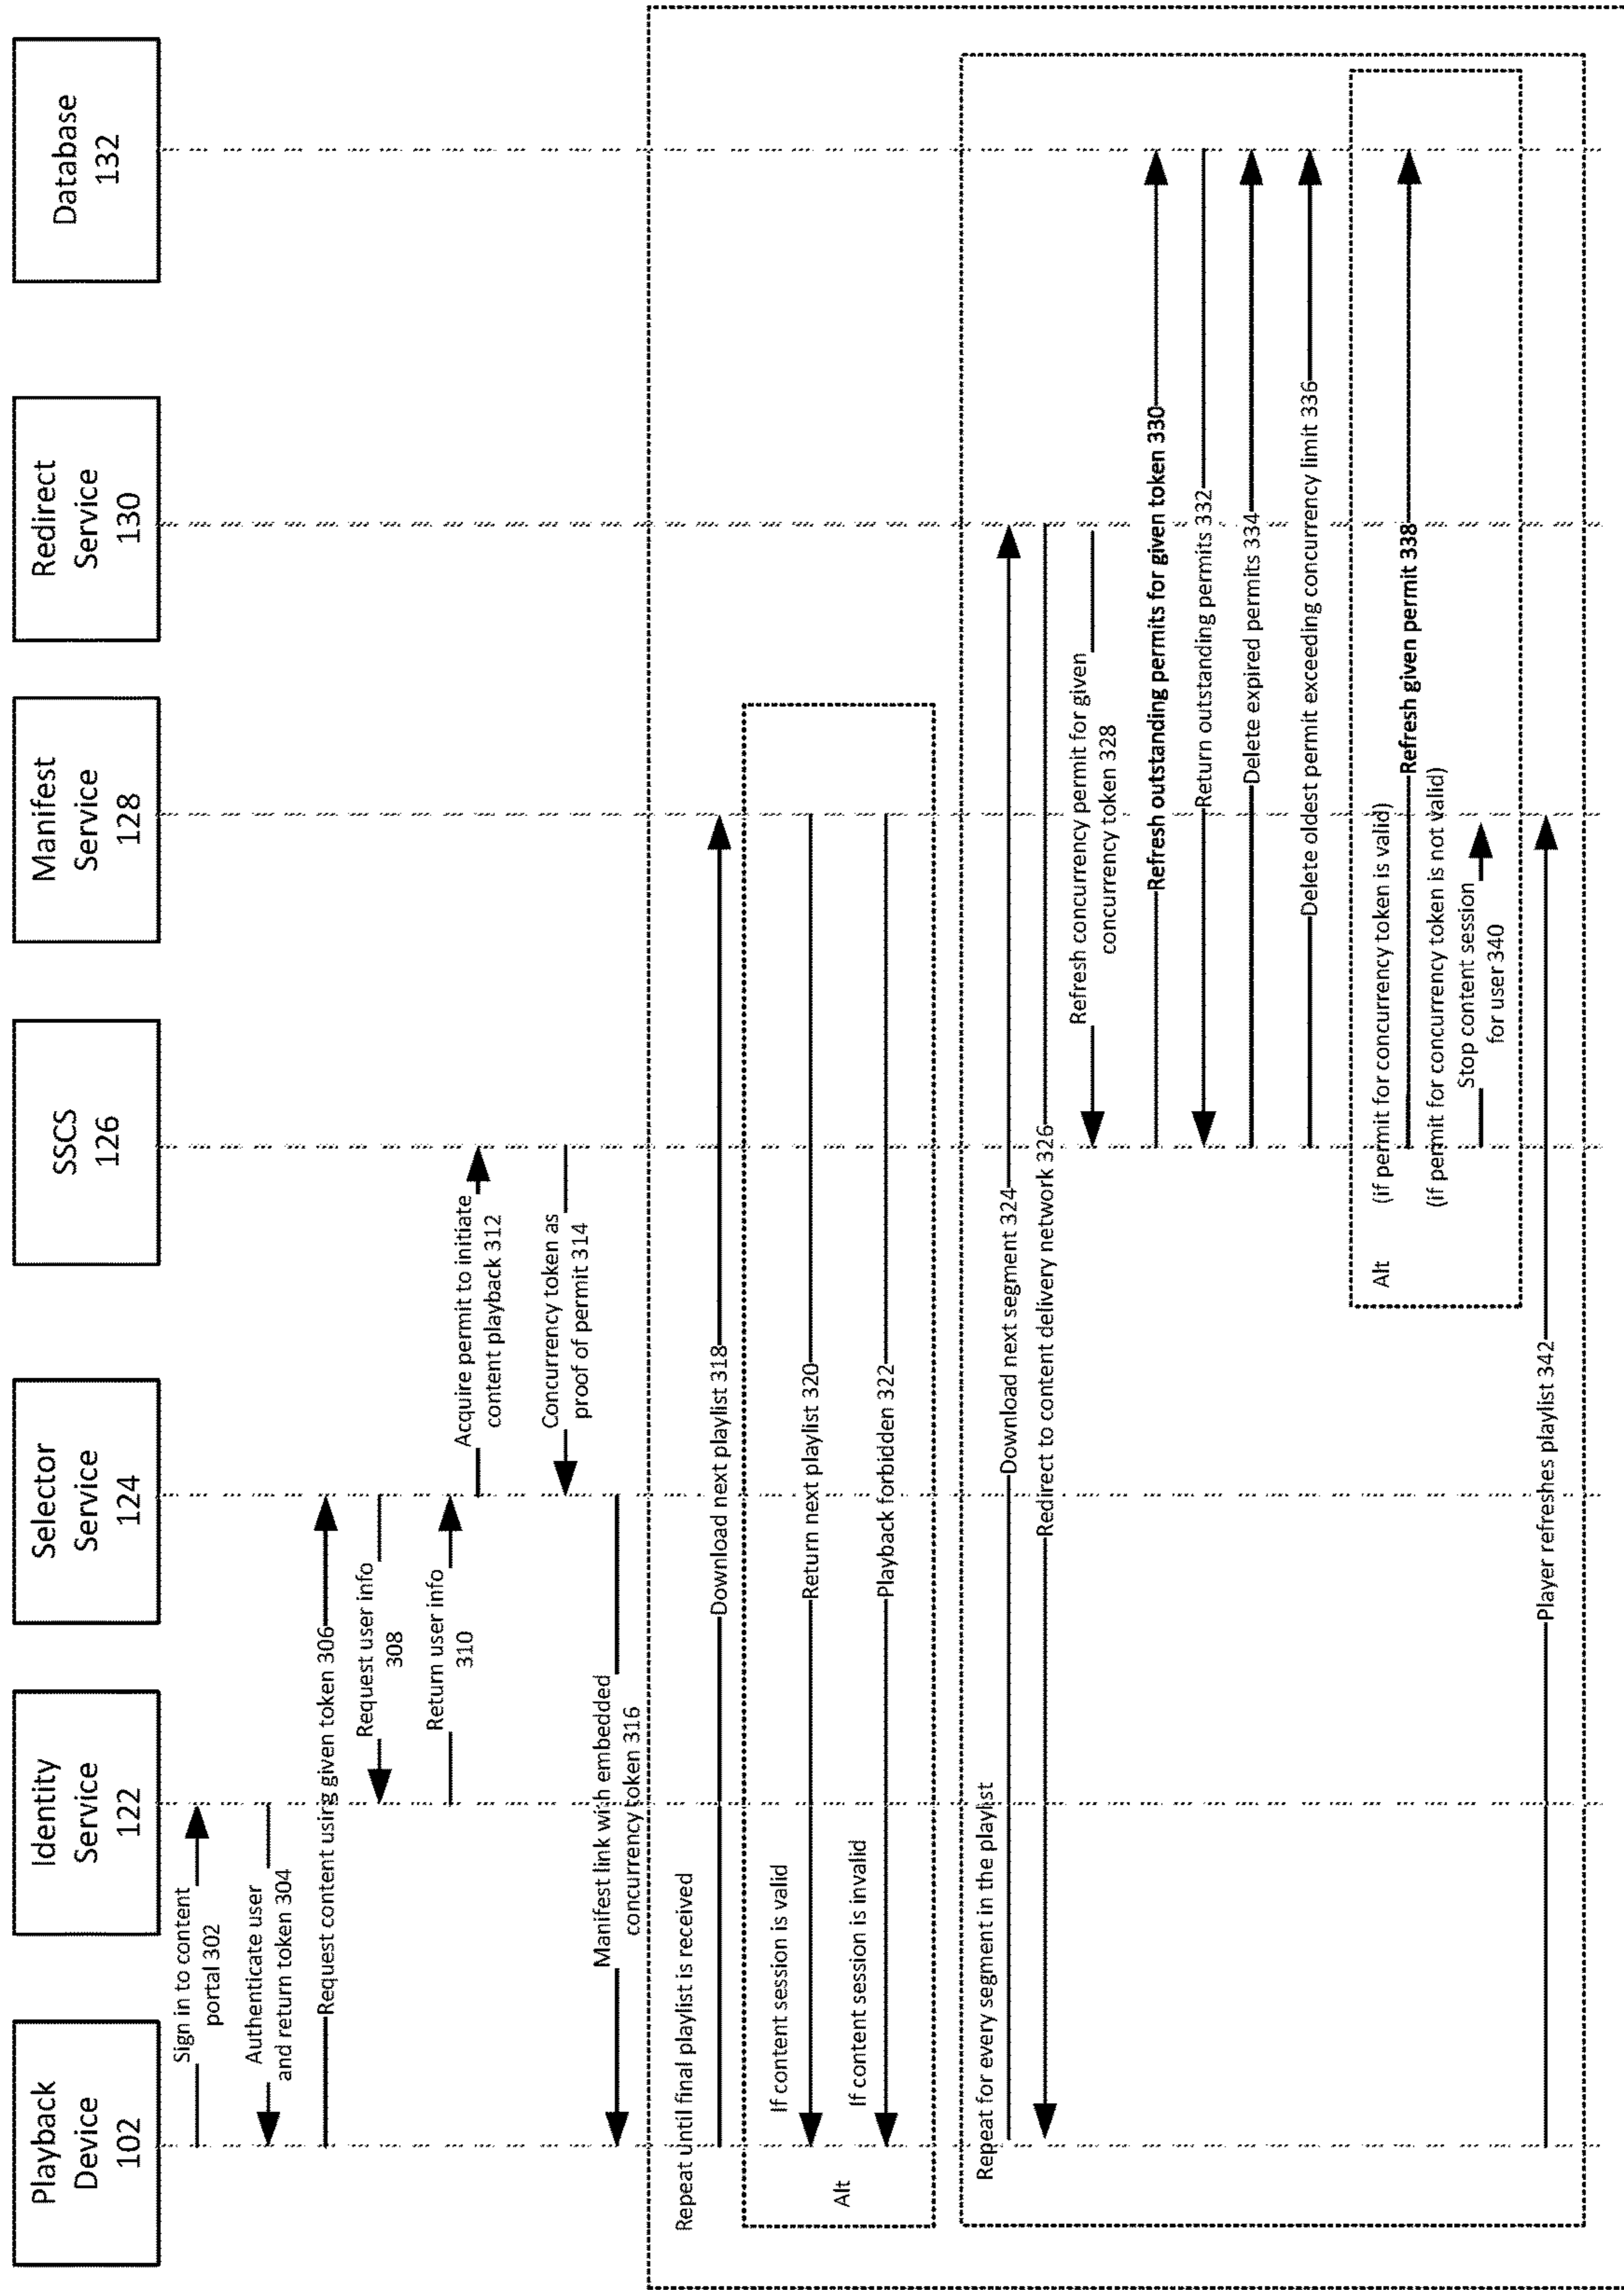 Playback
Device
102
Identity
Service
122
Selector
Service
124
SSCS
126
Manifest
Service
128
Redirect
Service
130
Database
132
Sign in to content
portal 302
Authenticate user
and return token 304
Request content using given token 306
Request user info
308
Return user info
310
Acquire permit to initiate
content playback 312
Concurrency token as
proof of permit 314
Manifest link with embedded
concurrency token 316
Repeat until final playlist is received
Download next playlist 318
Alt
If content session is valid
Return next playlist 320
If content session is invalid
Playback forbidden 322
Repeat for every segment in the playlist
Download next segment 324
Redirect to content delivery network 326
Refresh concurrency permit for given
concurrency token 328
Refresh outstanding permits for given token 330
Return outstanding permits 332
Delete expired permits 334
Delete oldest permit exceeding concurrency limit 336
Alt
(if permit for concurrency token is valid)
Refresh given permit 338
(if permit for concurrency token is not valid)
Stop content session
for user 340
Player refreshes playlist 342